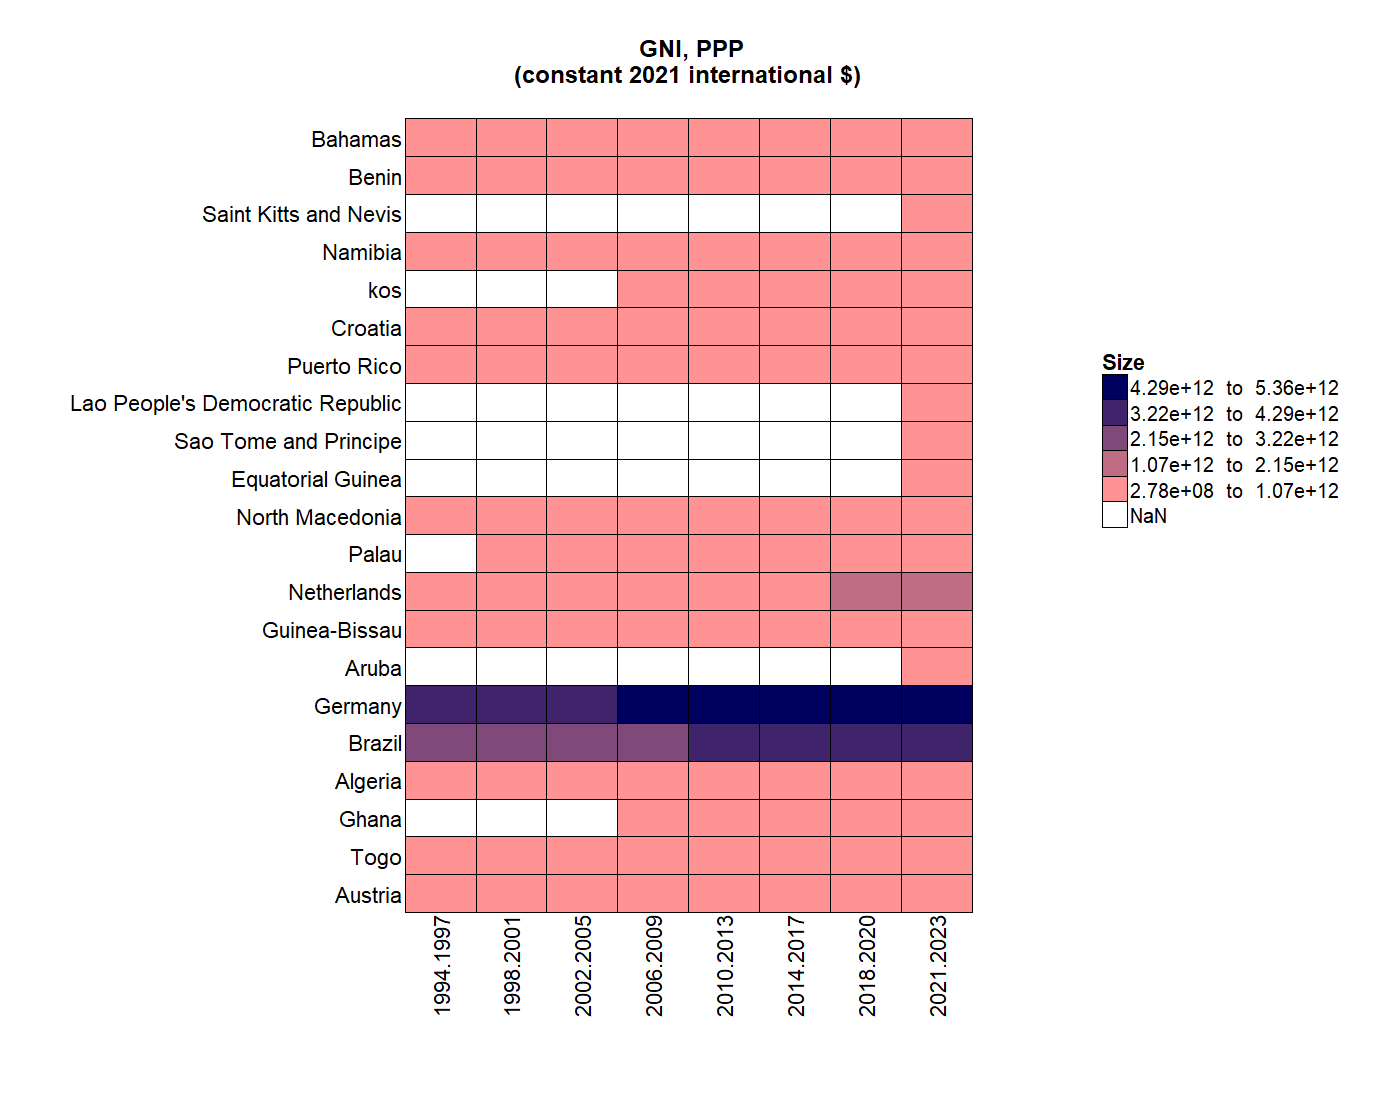 GNI, PPP
(constant 2021 international $)
Bahamas
Benin
Saint Kitts and Nevis
Namibia
kos
Croatia
Puerto Rico
Lao People's Democratic Republic
Sao Tome and Principe
Equatorial Guinea
North Macedonia
Palau
Netherlands
Guinea-Bissau
Aruba
Germany
Brazil
Algeria
Ghana
Togo
Austria
1994.1997
1998.2001
2002.2005
2006.2009
2010.2013
2014.2017
2018.2020
2021.2023
Size
4.29e+12 to 5.36e+12
3.22e+12 to 4.29e+12
2.15e+12 to 3.22e+12
1.07e+12 to 2.15e+12
2.78e+08 to 1.07e+12
NaN